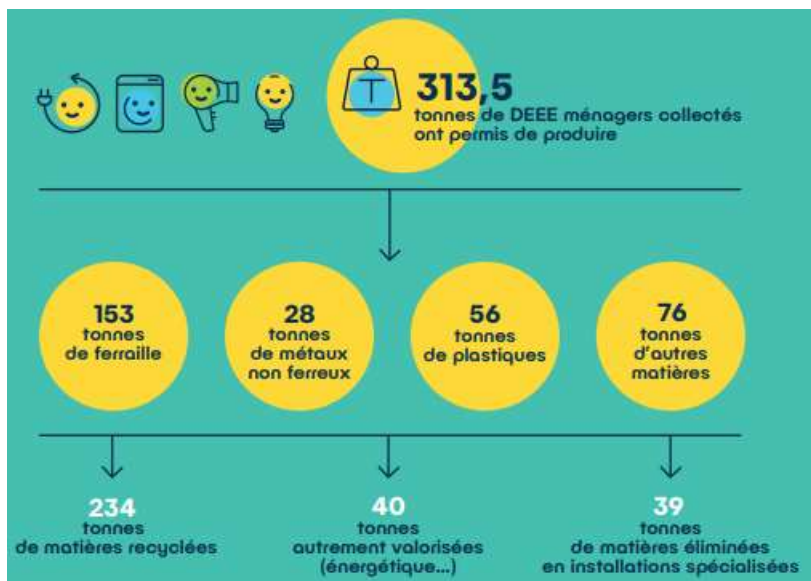 T
313,5
tonnes de DEEE ménagers collectés
ont permis de produire
153
tonnes
de ferraille
28
tonnes
de métaux
non ferreux
56
tonnes
de plastiques
76
tonnes
d'autres
matières
234
tonnes
de matières recyclées
40
tonnes
autrement valorisées
(énergétique...)
39
tonnes
de matières éliminées
en installations spécialisées